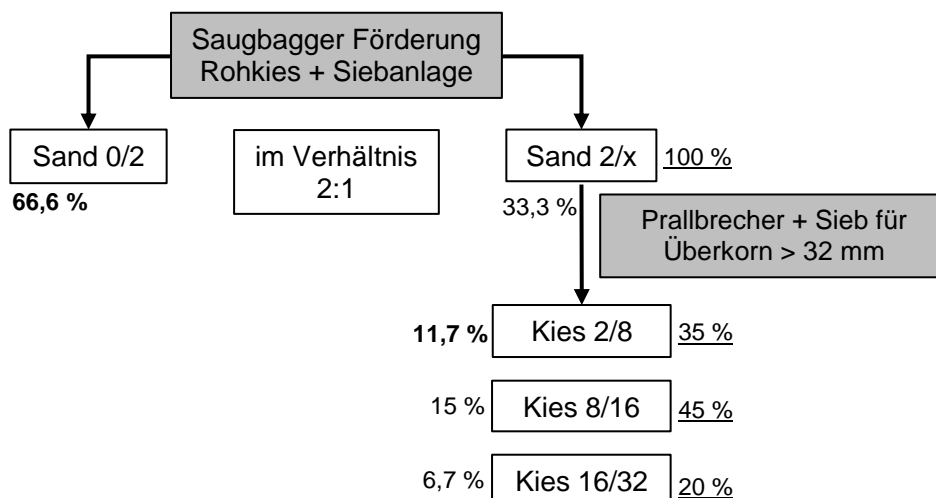 Saugbagger Förderung
Rohkies + Siebanlage
Sand 0/2
im Verhältnis
2:1
Sand 2/x
100 %
66,6 %
33,3 %
Prallbrecher + Sieb für
Überkorn > 32 mm
11,7 %
Kies 2/8
35 %
15 %
Kies 8/16
45 %
6,7 %
Kies 16/32
20 %